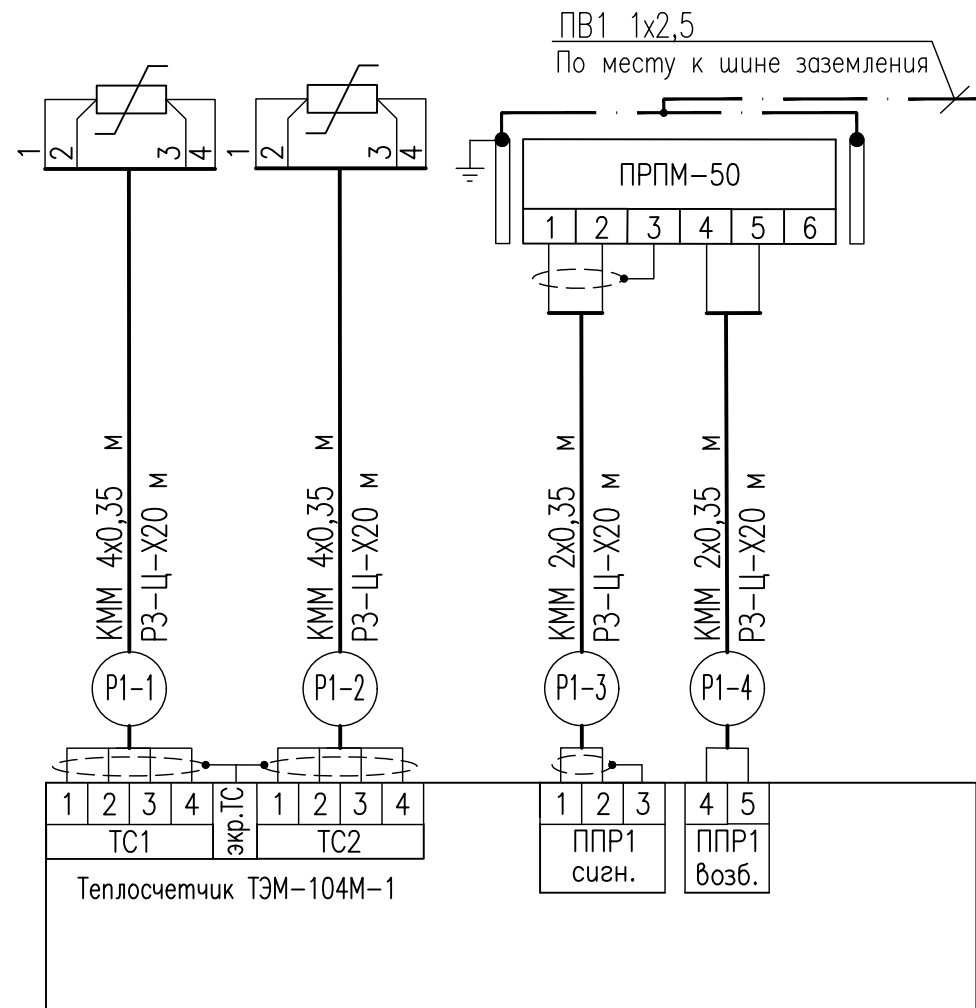 ПВ1 1х2,5
По месту к шине заземления
1 2 3 4
1 2 3 4
ПРПМ-50
1 2 3 4 5 6
КММ 4х0,35 м
РЗ-Ц-Х20 м
КММ 4х0,35 м
РЗ-Ц-Х20 м
КММ 2х0,35 м
РЗ-Ц-Х20 м
КММ 2х0,35 м
РЗ-Ц-Х20 м
Р1-1
Р1-2
Р1-3
Р1-4
1 2 3 4
ТС1
экр.ТС
1 2 3 4
ТС2
1 2 3
ППР1
сигн.
4 5
ППР1
возб.
Теплосчетчик ТЭМ-104М-1